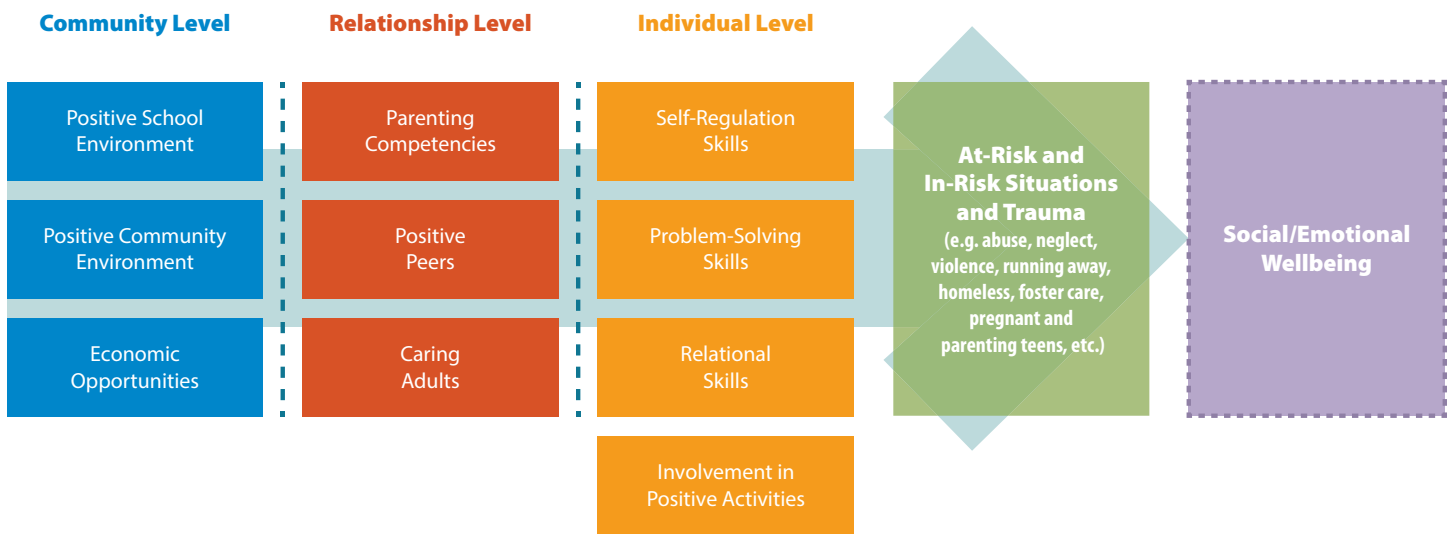 Community Level
Positive School
Environment
Positive Community
Environment
Economic
Opportunities
Relationship Level
Parenting
Competencies
Positive
Peers
Caring
Adults
Individual Level
Self-Regulation
Skills
Problem-Solving
Skills
Relational
Skills
Involvement in
Positive Activities
At-Risk and
In-Risk Situations
and Trauma
(e.g. abuse, neglect,
violence, running away,
homeless, foster care,
pregnant and
parenting teens, etc.)
Social/Emotional
Wellbeing